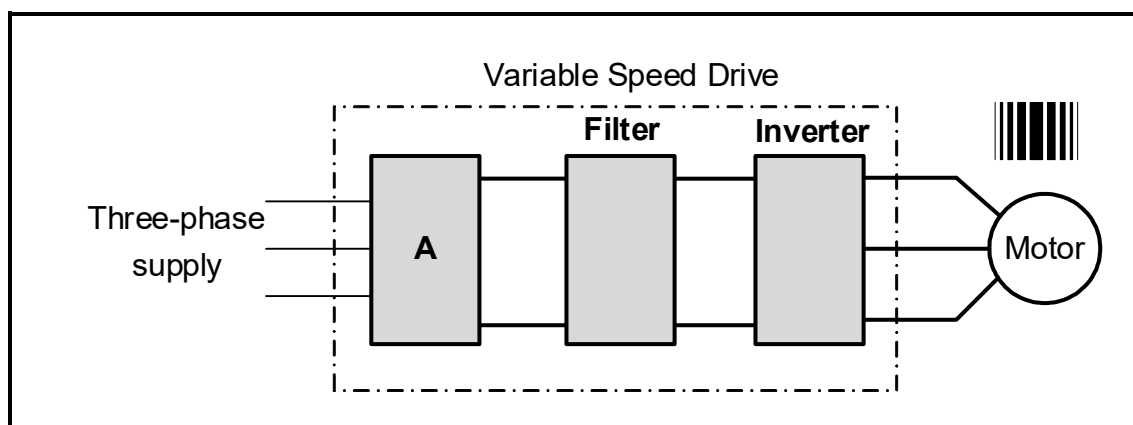 Variable Speed Drive
Filter
Inverter
Three-phase
supply
A
Motor